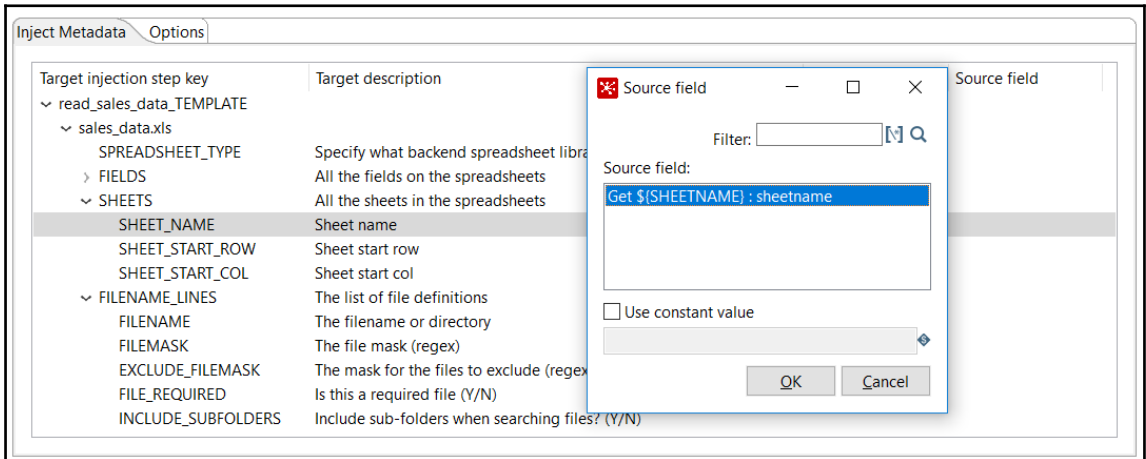 Inject Metadata Options
Target injection step key Target description Source field
read_sales_data_TEMPLATE
sales_data.xls
SPREADSHEET_TYPE Specify what backend spreadsheet libra
FIELDS All the fields on the spreadsheets
SHEETS All the sheets in the spreadsheets
SHEET_NAME Sheet name
SHEET_START_ROW Sheet start row
SHEET_START_COL Sheet start col
FILENAME_LINES The list of file definitions
FILENAME The filename or directory
FILEMASK The file mask (regex)
EXCLUDE_FILEMASK The mask for the files to exclude (regex
FILE_REQUIRED Is this a required file (Y/N)
INCLUDE_SUBFOLDERS Include sub-folders when searching files? (Y/N)
Source field
Filter:
Source field:
Get ${SHEETNAME} : sheetname
Use constant value
OK Cancel